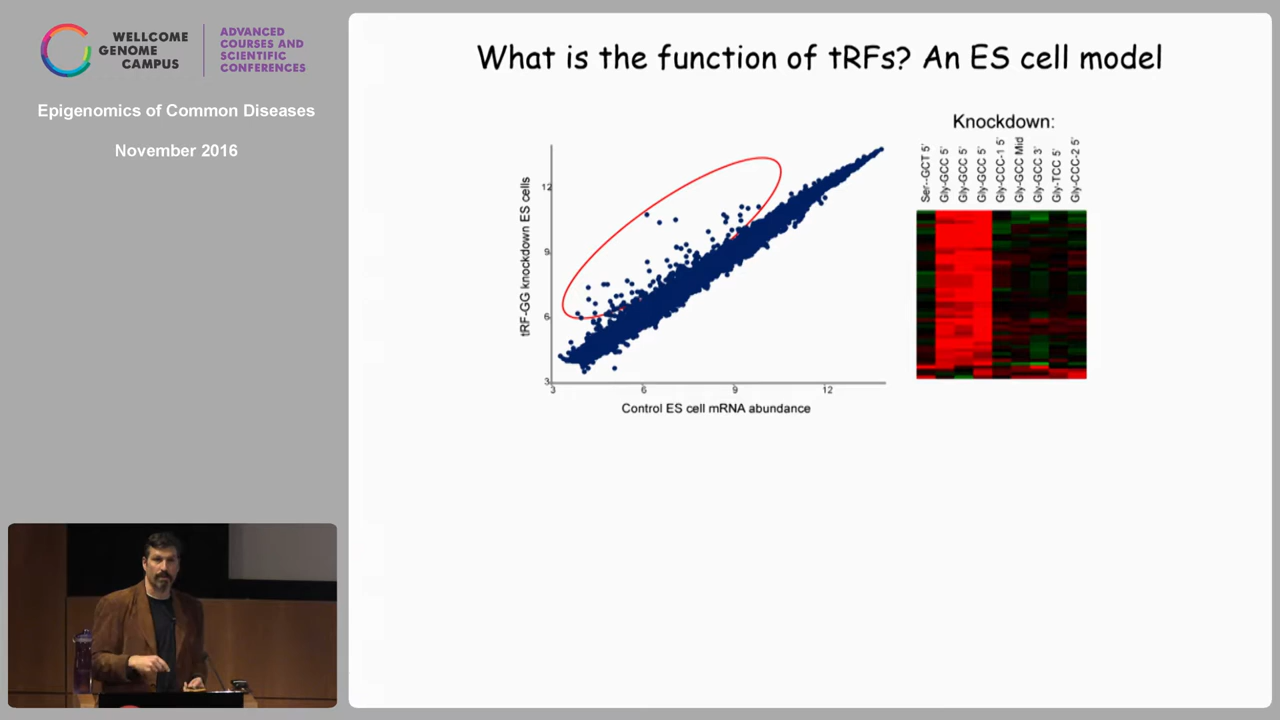 WELLCOME
GENOME
CAMPUS
ADVANCED
COURSES AND
SCIENTIFIC
CONFERENCES
Epigenomics of Common Diseases
November 2016
What is the function of tRFs? An ES cell model
tRF-GG knockdown ES cells
12
9
6
3
3
6
9
12
Control ES cell mRNA abundance
Knockdown:
Ser--GCT 5'
Gly-GCC 5'
Gly-GCC 5'
Gly-GCC 5'
Gly-CCC-1 5'
Gly-GCC Mid
Gly-GCC 3'
Gly-TCC 5'
Gly-CCC-2 5'